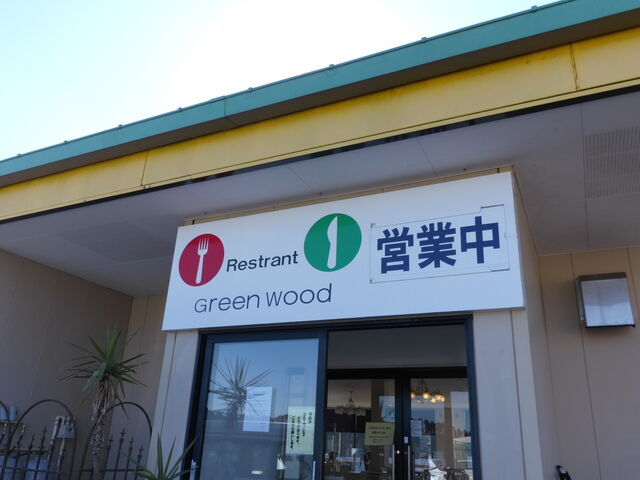 Restrant
Green wood
営業中